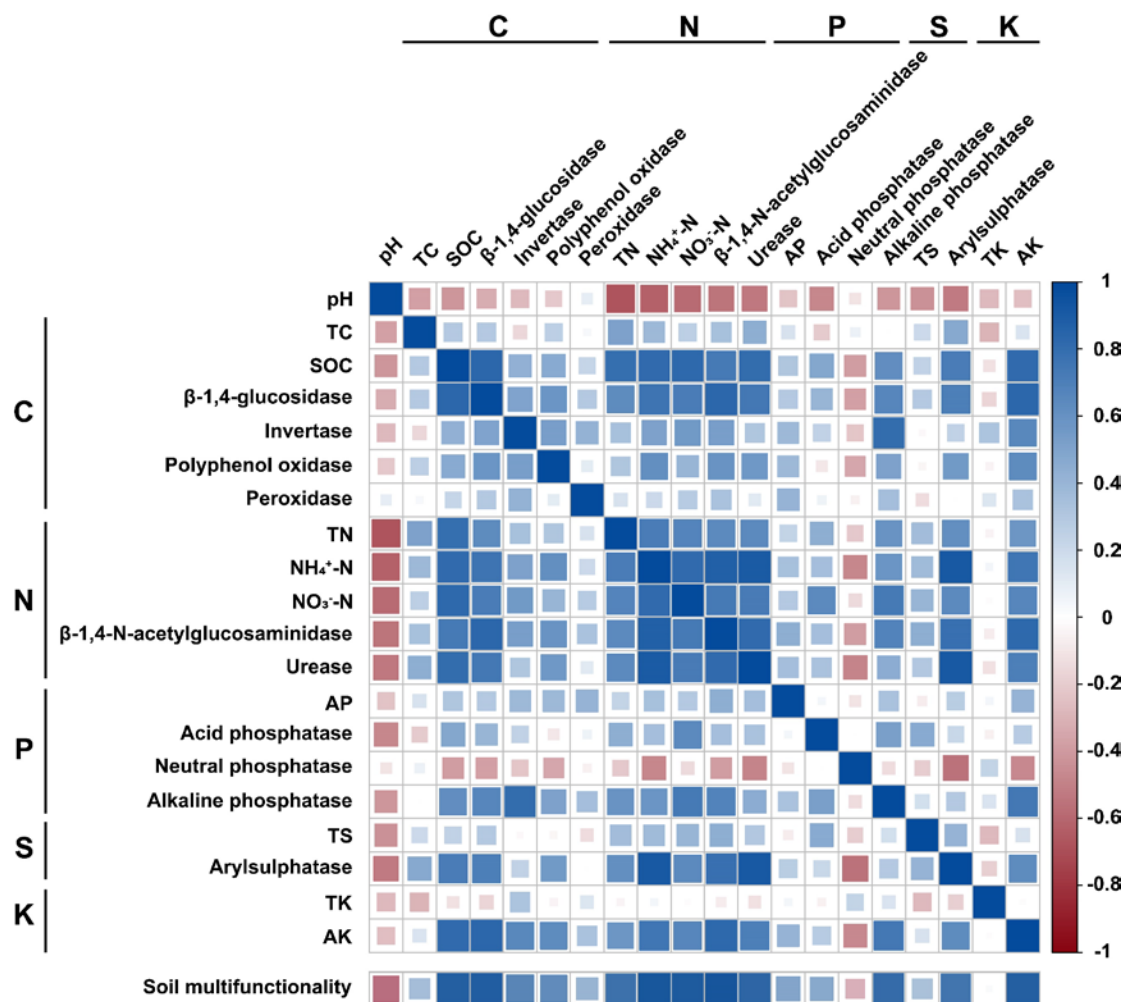 C N P S K
pH
TC
SOC
β-1,4-glucosidase
Invertase
Polyphenol oxidase
Peroxidase
TN
NH₄⁺-N
NO₃⁻-N
β-1,4-N-acetylglucosaminidase
Urease
AP
Acid phosphatase
Neutral phosphatase
Alkaline phosphatase
TS
Arylsulphatase
TK
AK
C
N
P
S
K
pH
TC
SOC
β-1,4-glucosidase
Invertase
Polyphenol oxidase
Peroxidase
TN
NH₄⁺-N
NO₃⁻-N
β-1,4-N-acetylglucosaminidase
Urease
AP
Acid phosphatase
Neutral phosphatase
Alkaline phosphatase
TS
Arylsulphatase
TK
AK
Soil multifunctionality
1
0.8
0.6
0.4
0.2
0
-0.2
-0.4
-0.6
-0.8
-1